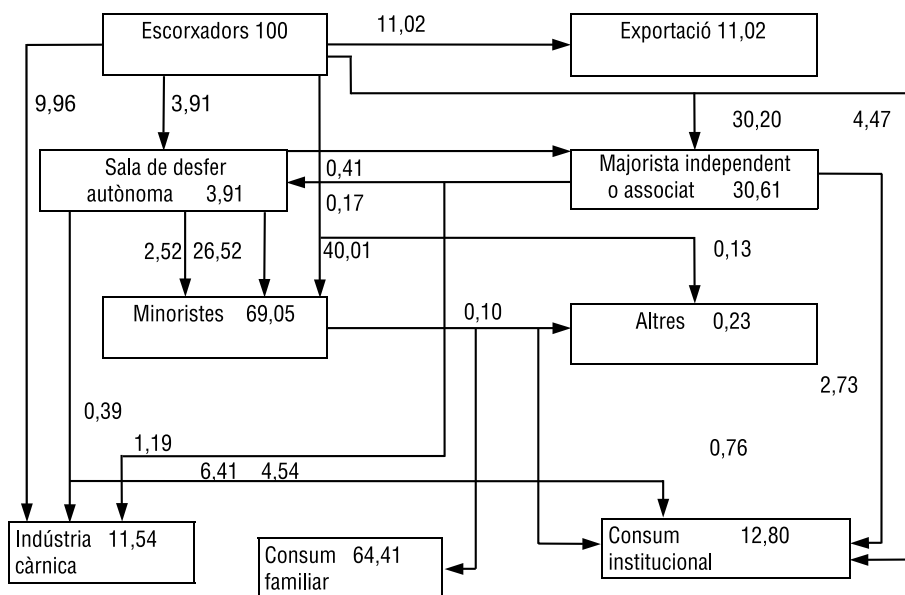 Escorxadors 100
11,02
Exportació 11,02
9,96
3,91
30,20
4,47
Sala de desfer
autònoma 3,91
0,41
0,17
Majorista independent
o associat 30,61
2,52
26,52
40,01
0,13
Minoristes 69,05
0,10
Altres 0,23
2,73
0,39
1,19
0,76
6,41
4,54
Indústria 11,54
càrnica
Consum 64,41
familiar
Consum 12,80
institucional